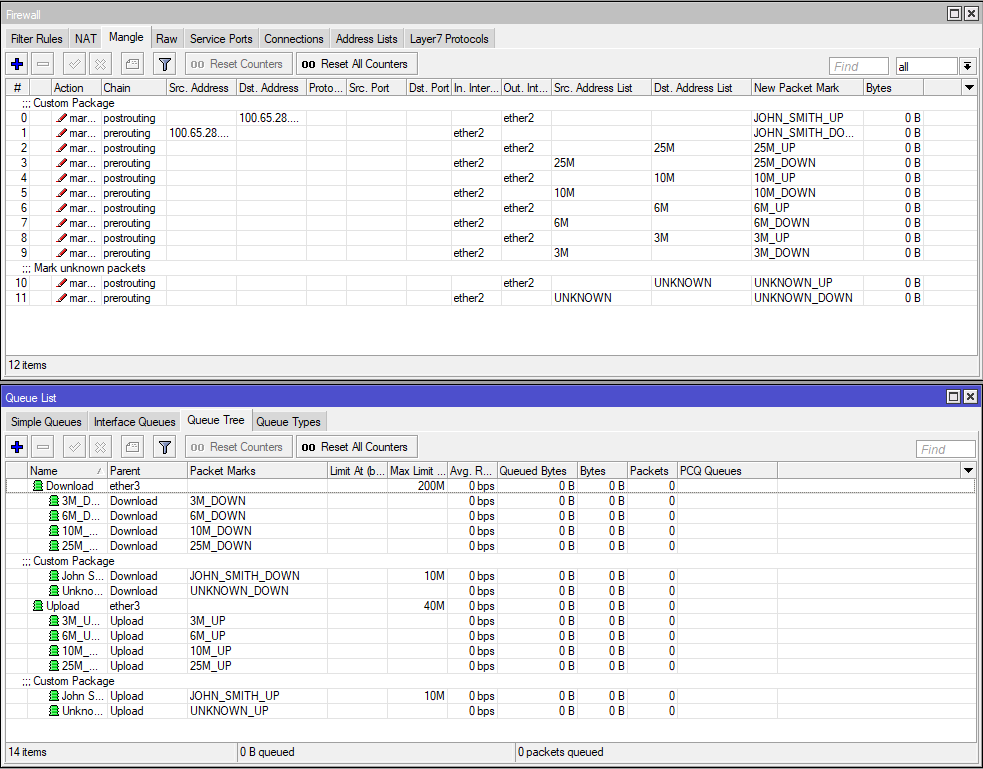 Firewall
Filter Rules NAT Mangle Raw Service Ports Connections Address Lists Layer7 Protocols
00 Reset Counters 00 Reset All Counters Find all
# Action Chain Src. Address Dst. Address Proto... Src. Port Dst. Port In. Inter... Out. Int... Src. Address List Dst. Address List New Packet Mark Bytes
;;; Custom Package
0 mar... postrouting 100.65.28.... ether2 JOHN_SMITH_UP 0 B
1 mar... prerouting 100.65.28.... ether2 JOHN_SMITH_DO... 0 B
2 mar... postrouting ether2 25M 25M_UP 0 B
3 mar... prerouting ether2 25M 25M_DOWN 0 B
4 mar... postrouting ether2 10M 10M_UP 0 B
5 mar... prerouting ether2 10M 10M_DOWN 0 B
6 mar... postrouting ether2 6M 6M_UP 0 B
7 mar... prerouting ether2 6M 6M_DOWN 0 B
8 mar... postrouting ether2 3M 3M_UP 0 B
9 mar... prerouting ether2 3M 3M_DOWN 0 B
;;; Mark unknown packets
10 mar... postrouting ether2 UNKNOWN UNKNOWN_UP 0 B
11 mar... prerouting ether2 UNKNOWN UNKNOWN_DOWN 0 B
12 items
Queue List
Simple Queues Interface Queues Queue Tree Queue Types
00 Reset Counters 00 Reset All Counters Find
Name / Parent Packet Marks Limit At (b... Max Limit ... Avg. R... Queued Bytes Bytes Packets PCQ Queues
Download ether3 200M 0 bps 0 B 0 B 0
3M_D... Download 3M_DOWN 0 bps 0 B 0 B 0
6M_D... Download 6M_DOWN 0 bps 0 B 0 B 0
10M_... Download 10M_DOWN 0 bps 0 B 0 B 0
25M_... Download 25M_DOWN 0 bps 0 B 0 B 0
;;; Custom Package
John S... Download JOHN_SMITH_DOWN 10M 0 bps 0 B 0 B 0
Unkno... Download UNKNOWN_DOWN 0 bps 0 B 0 B 0
Upload ether3 40M 0 bps 0 B 0 B 0
3M_U... Upload 3M_UP 0 bps 0 B 0 B 0
6M_U... Upload 6M_UP 0 bps 0 B 0 B 0
10M_... Upload 10M_UP 0 bps 0 B 0 B 0
25M_... Upload 25M_UP 0 bps 0 B 0 B 0
;;; Custom Package
John S... Upload JOHN_SMITH_UP 10M 0 bps 0 B 0 B 0
Unkno... Upload UNKNOWN_UP 0 bps 0 B 0 B 0
14 items 0 B queued 0 packets queued